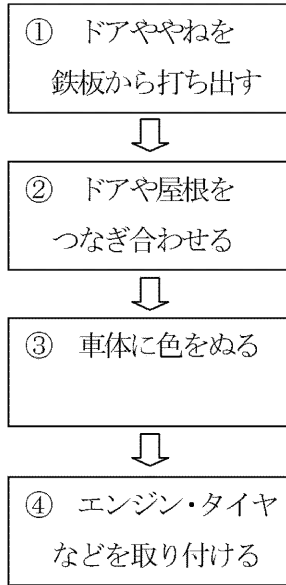 ① ドアややねを
鉄板から打ち出す
② ドアや屋根を
つなぎ合わせる
③ 車体に色をぬる
④ エンジン・タイヤ
などを取り付ける